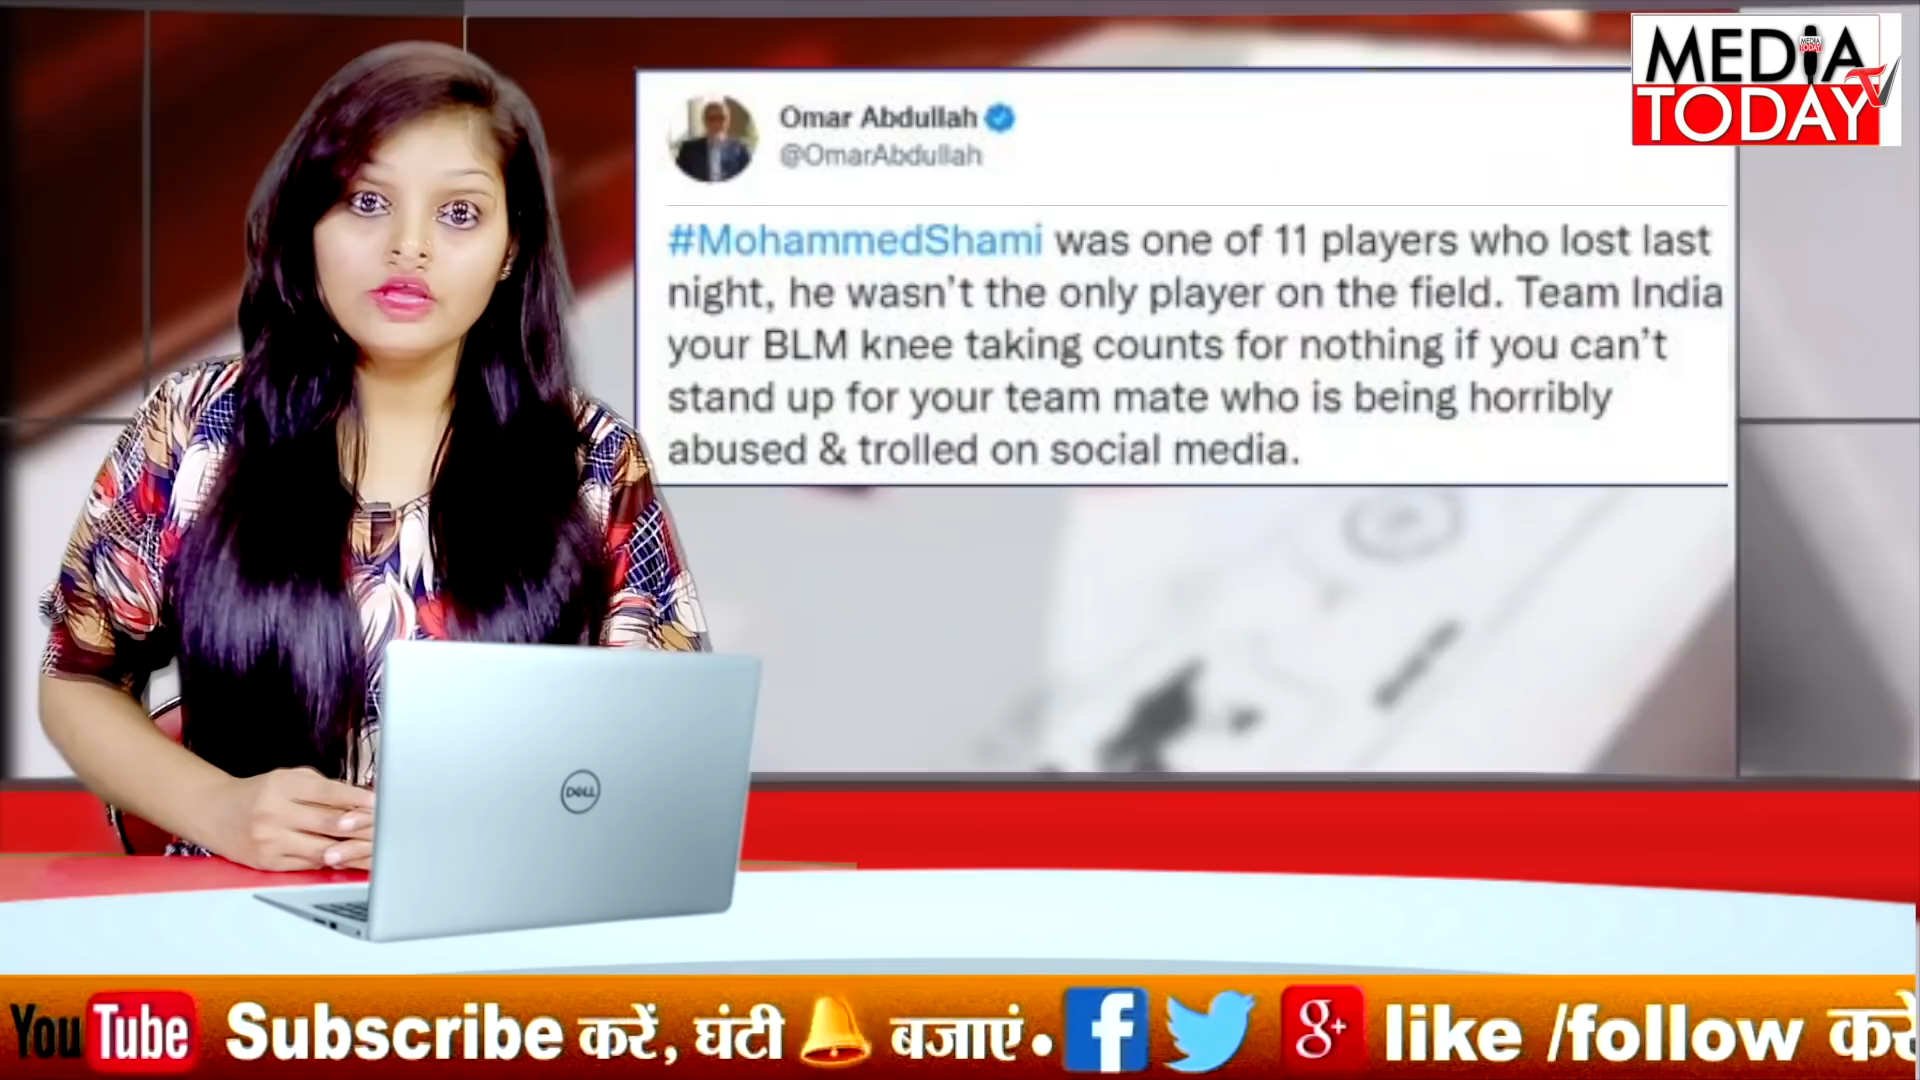 MEDIA
TODAY TV
Omar Abdullah
@OmarAbdullah
#MohammedShami was one of 11 players who lost last
night, he wasn't the only player on the field. Team India
your BLM knee taking counts for nothing if you can't
stand up for your team mate who is being horribly
abused & trolled on social media.
DELL
YouTube Subscribe करें, घंटी बजाएं • f g+ like /follow करें